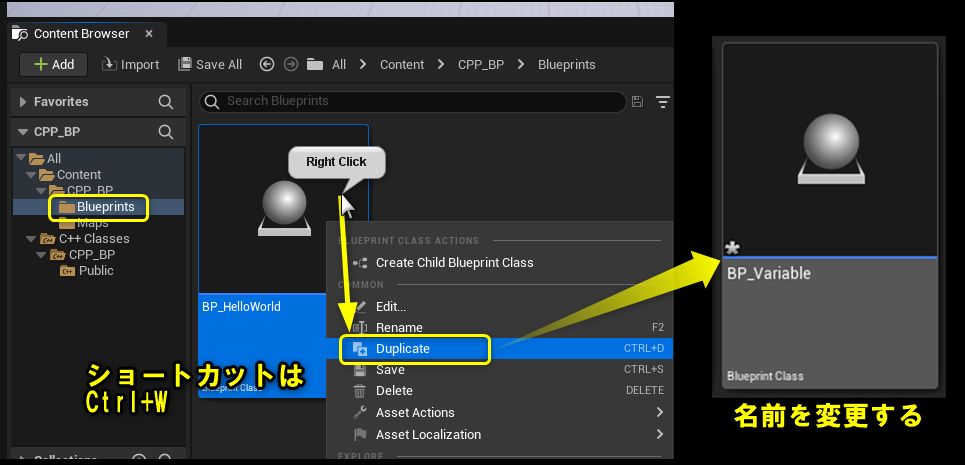 Content Browser ×
+ Add Import Save All All > Content > CPP_BP > Blueprints
Favorites
Search Blueprints
CPP_BP
All
Content
CPP_BP
Blueprints
Maps
C++ Classes
CPP_BP
Public
Right Click
BP_HelloWorld
Blueprint Class
BLUEPRINT CLASS ACTIONS
Create Child Blueprint Class
COMMON
Edit...
Rename F2
Duplicate CTRL+D
Save CTRL+S
Delete DELETE
Asset Actions >
Asset Localization >
EXPLORE
Collections
ショートカットは
Ctrl+W
BP_Variable
Blueprint Class
名前を変更する